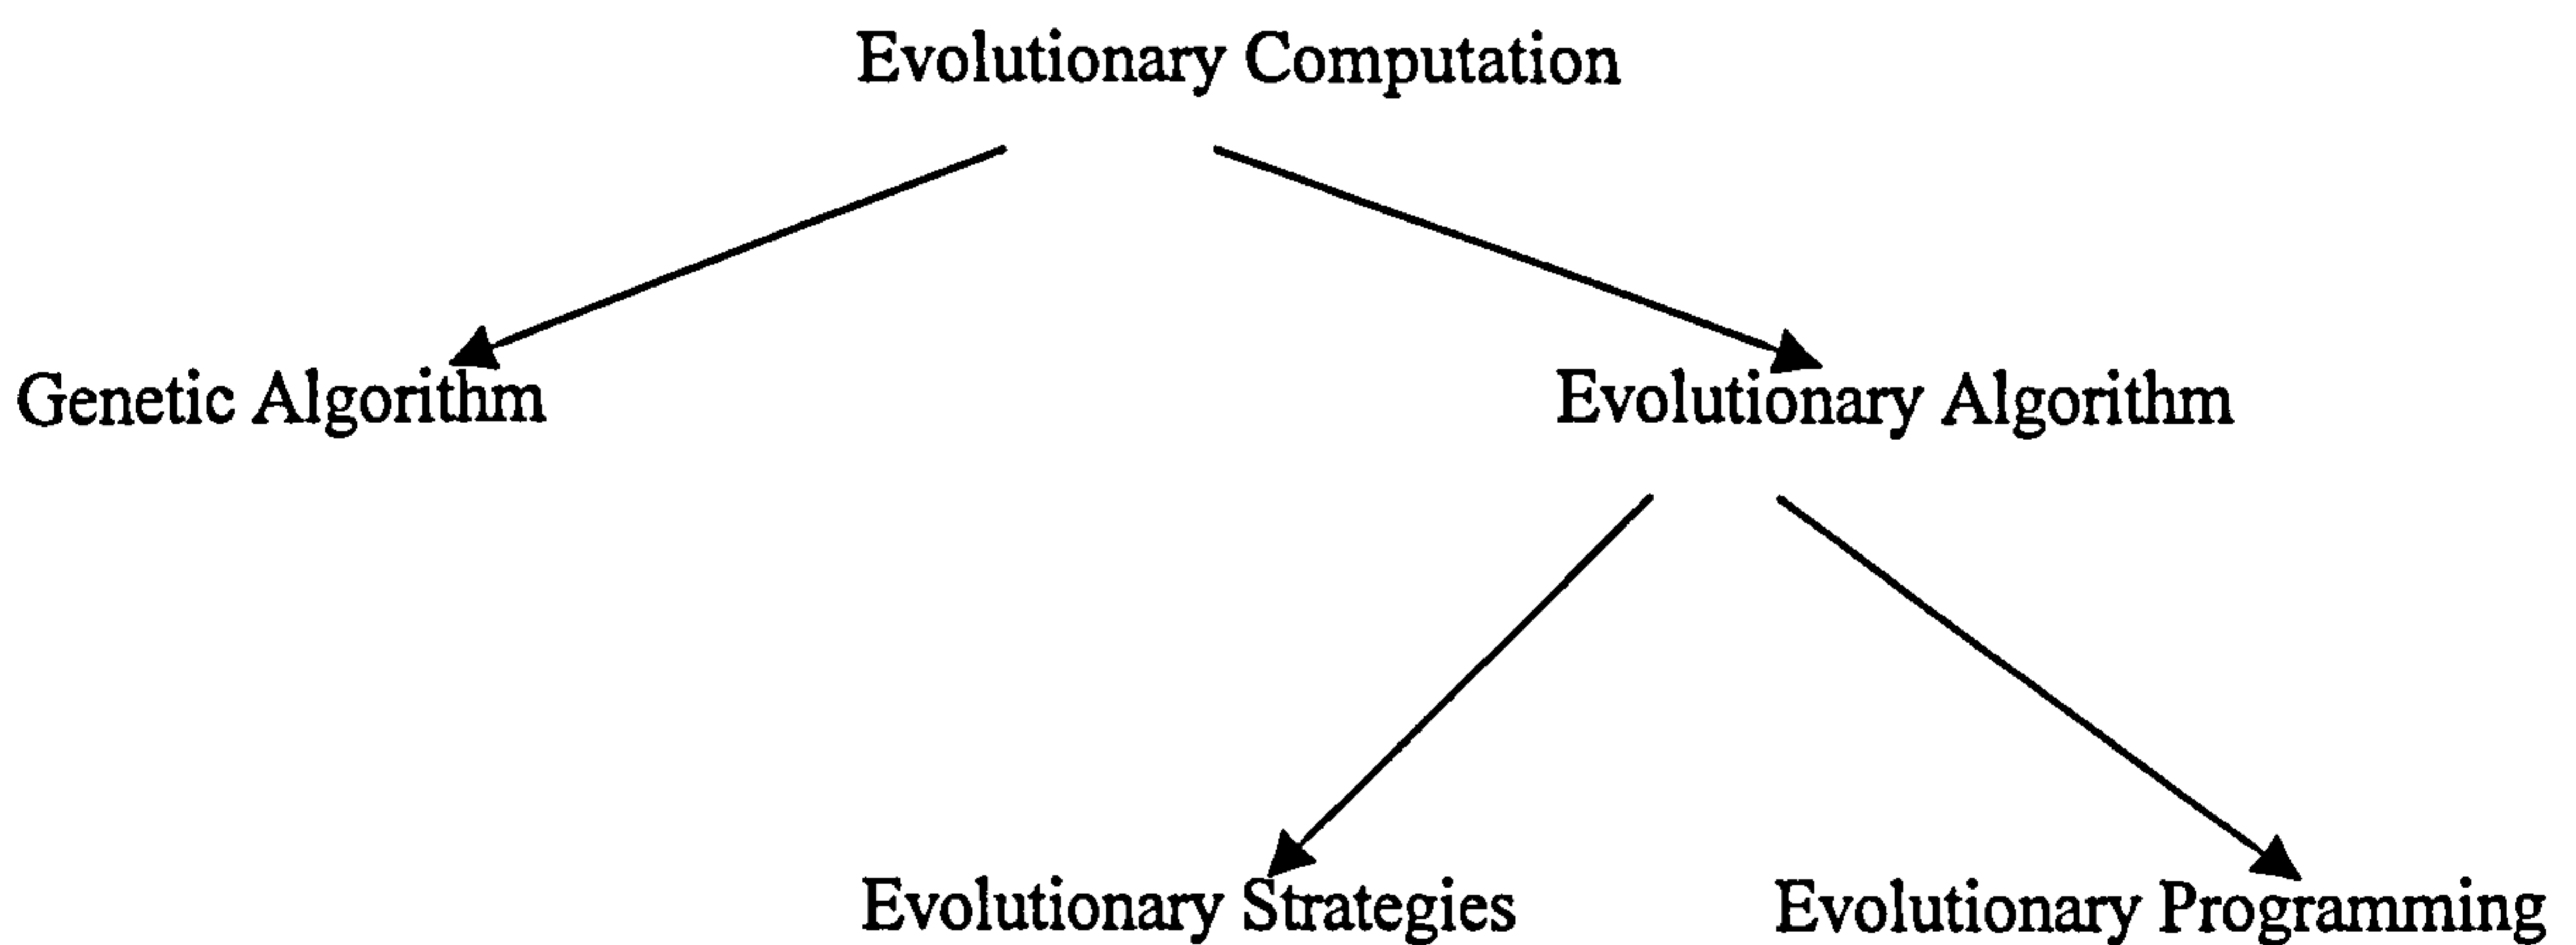 Evolutionary Computation
Genetic Algorithm
Evolutionary Algorithm
Evolutionary Strategies
Evolutionary Programming